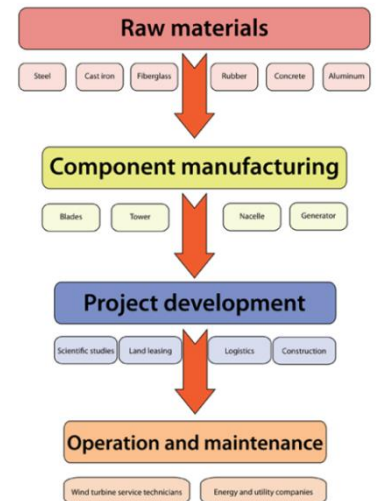 Raw materials
Steel
Cast iron
Fiberglass
Rubber
Concrete
Aluminum
Component manufacturing
Blades
Tower
Nacelle
Generator
Project development
Scientific studies
Land leasing
Logistics
Construction
Operation and maintenance
Wind turbine service technicians
Energy and utility companies